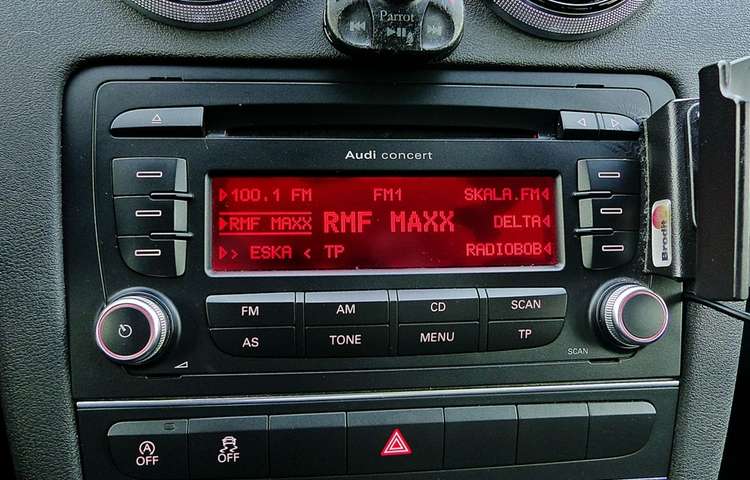 Parrot
Audi concert
100.1 FM FM1 SKALA.FM
RMF MAXX RMF MAXX DELTA
> ESKA < TP RADIOBOB
Brodit
FM AM CD SCAN
AS TONE MENU TP
SCAN
A OFF OFF